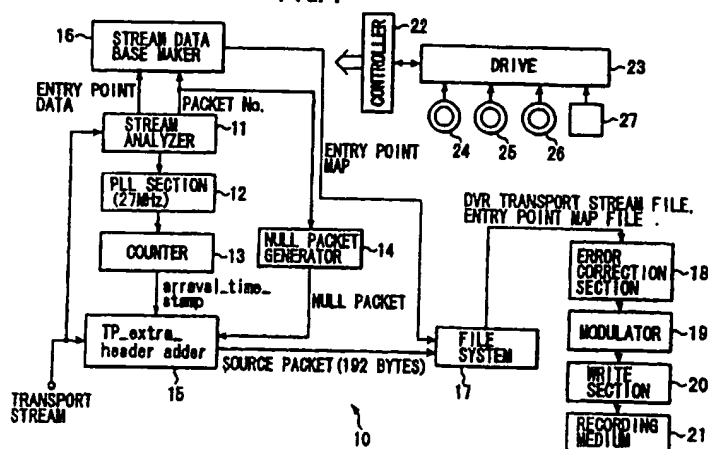 16
STREAM DATA
BASE MAKER
22
CONTROLLER
DRIVE
23
24
25
26
27
ENTRY POINT
DATA
PACKET No.
STREAM
ANALYZER
11
ENTRY POINT
MAP
PLL SECTION
(27MHz)
12
COUNTER
13
NULL PACKET
GENERATOR
14
DVR TRANSPORT STREAM FILE,
ENTRY POINT MAP FILE
ERROR
CORRECTION
SECTION
18
arraval_time_
stamp
NULL PACKET
TP_extra_
header adder
15
SOURCE PACKET (192 BYTES)
FILE
SYSTEM
17
MODULATOR
19
WRITE
SECTION
20
RECORDING
MEDIUM
21
TRANSPORT
STREAM
10